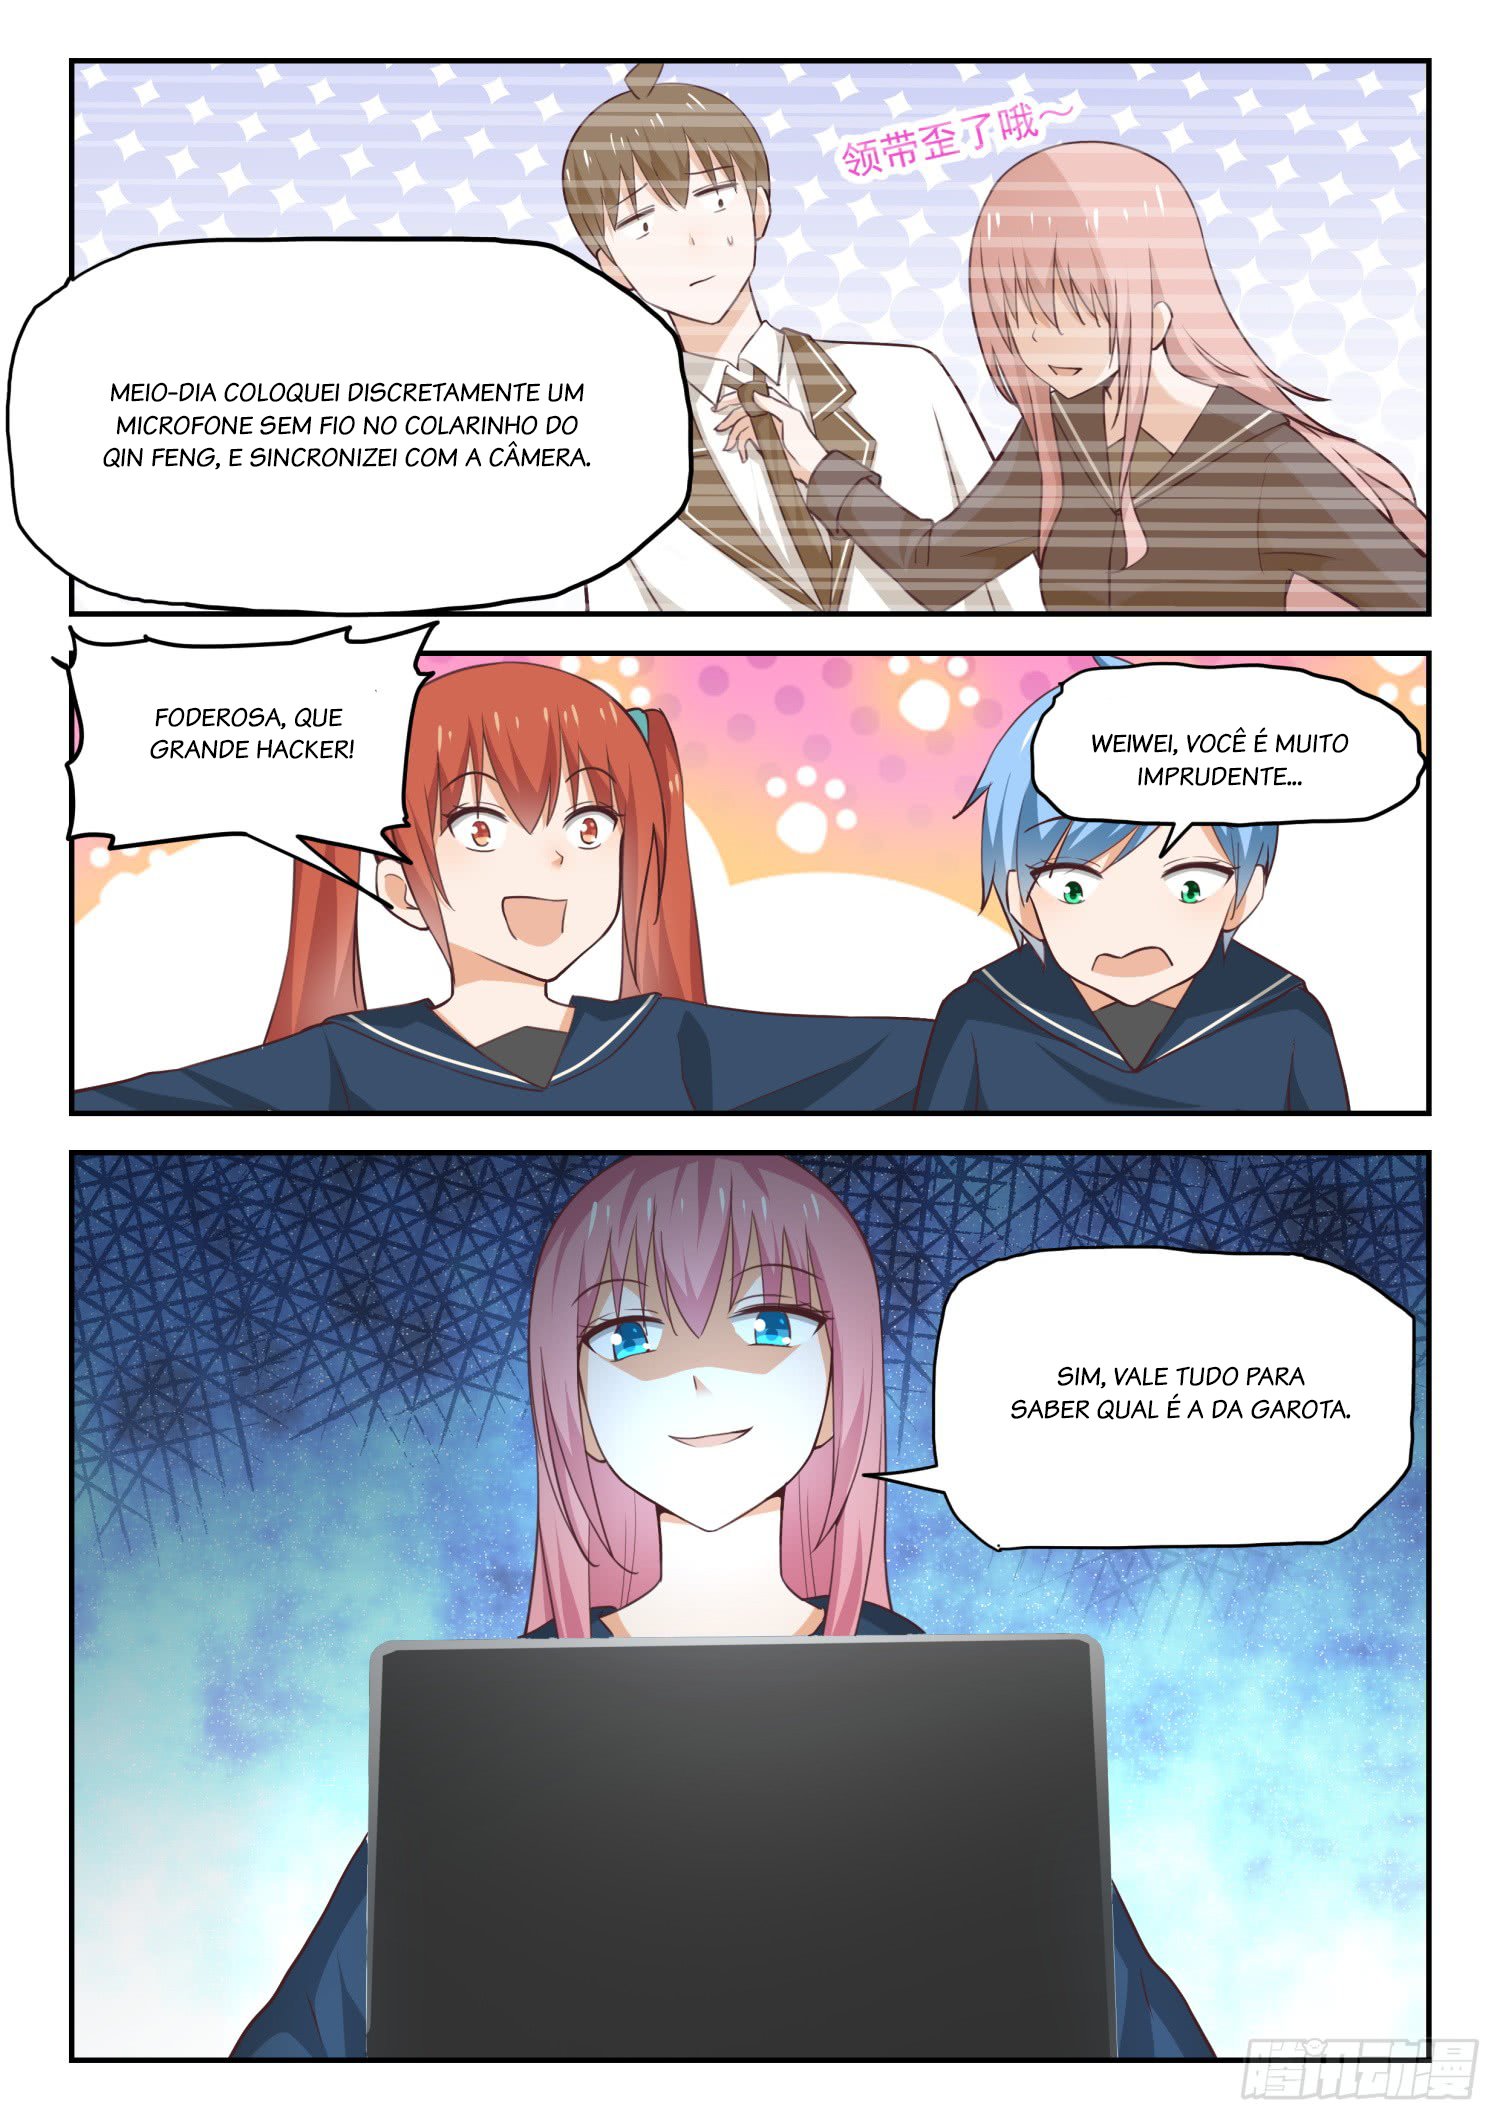 领带歪了哦~
MEIO-DIA COLOQUEI DISCRETAMENTE UM
MICROFONE SEM FIO NO COLARINHO DO
QIN FENG, E SINCRONIZEI COM A CÂMERA.
FODEROSA, QUE
GRANDE HACKER!
WEIWEI, VOCÊ É MUITO
IMPRUDENTE...
SIM, VALE TUDO PARA
SABER QUAL É A DA GAROTA.
腾讯动漫